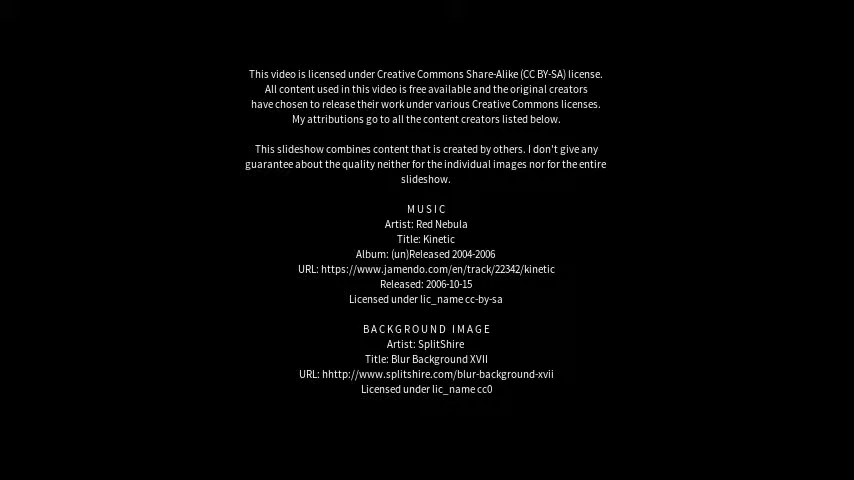 This video is licensed under Creative Commons Share-Alike (CC BY-SA) license.
All content used in this video is free available and the original creators
have chosen to release their work under various Creative Commons licenses.
My attributions go to all the content creators listed below.
This slideshow combines content that is created by others. I don't give any
guarantee about the quality neither for the individual images nor for the entire
slideshow.
MUSIC
Artist: Red Nebula
Title: Kinetic
Album: (un)Released 2004-2006
URL: https://www.jamendo.com/en/track/22342/kinetic
Released: 2006-10-15
Licensed under lic_name cc-by-sa
BACKGROUND IMAGE
Artist: SplitShire
Title: Blur Background XVII
URL: hhttp://www.splitshire.com/blur-background-xvii
Licensed under lic_name cc0